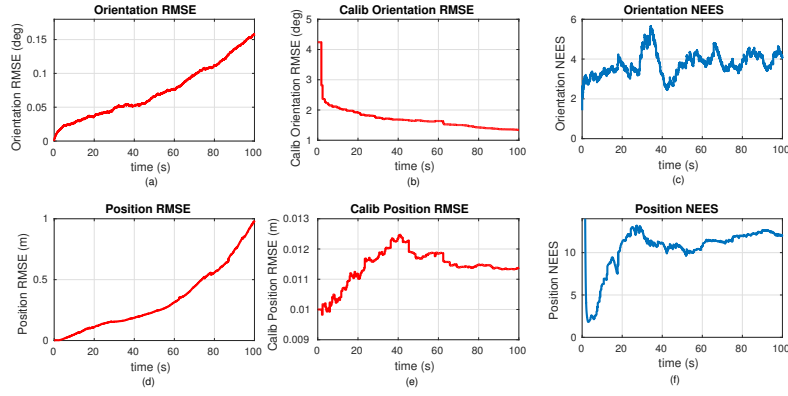 Orientation RMSE
Orientation RMSE (deg)
0.15
0.1
0.05
0
0 20 40 60 80 100
time (s)
(a)
Calib Orientation RMSE
Calib Orientation RMSE (deg)
5
4
3
2
1
0 20 40 60 80 100
time (s)
(b)
Orientation NEES
Orientation NEES
6
4
2
0
0 20 40 60 80 100
time (s)
(c)
Position RMSE
Position RMSE (m)
1
0.5
0
0 20 40 60 80 100
time (s)
(d)
Calib Position RMSE
Calib Position RMSE (m)
0.013
0.012
0.011
0.01
0.009
0 20 40 60 80 100
time (s)
(e)
Position NEES
Position NEES
10
5
0
0 20 40 60 80 100
time (s)
(f)